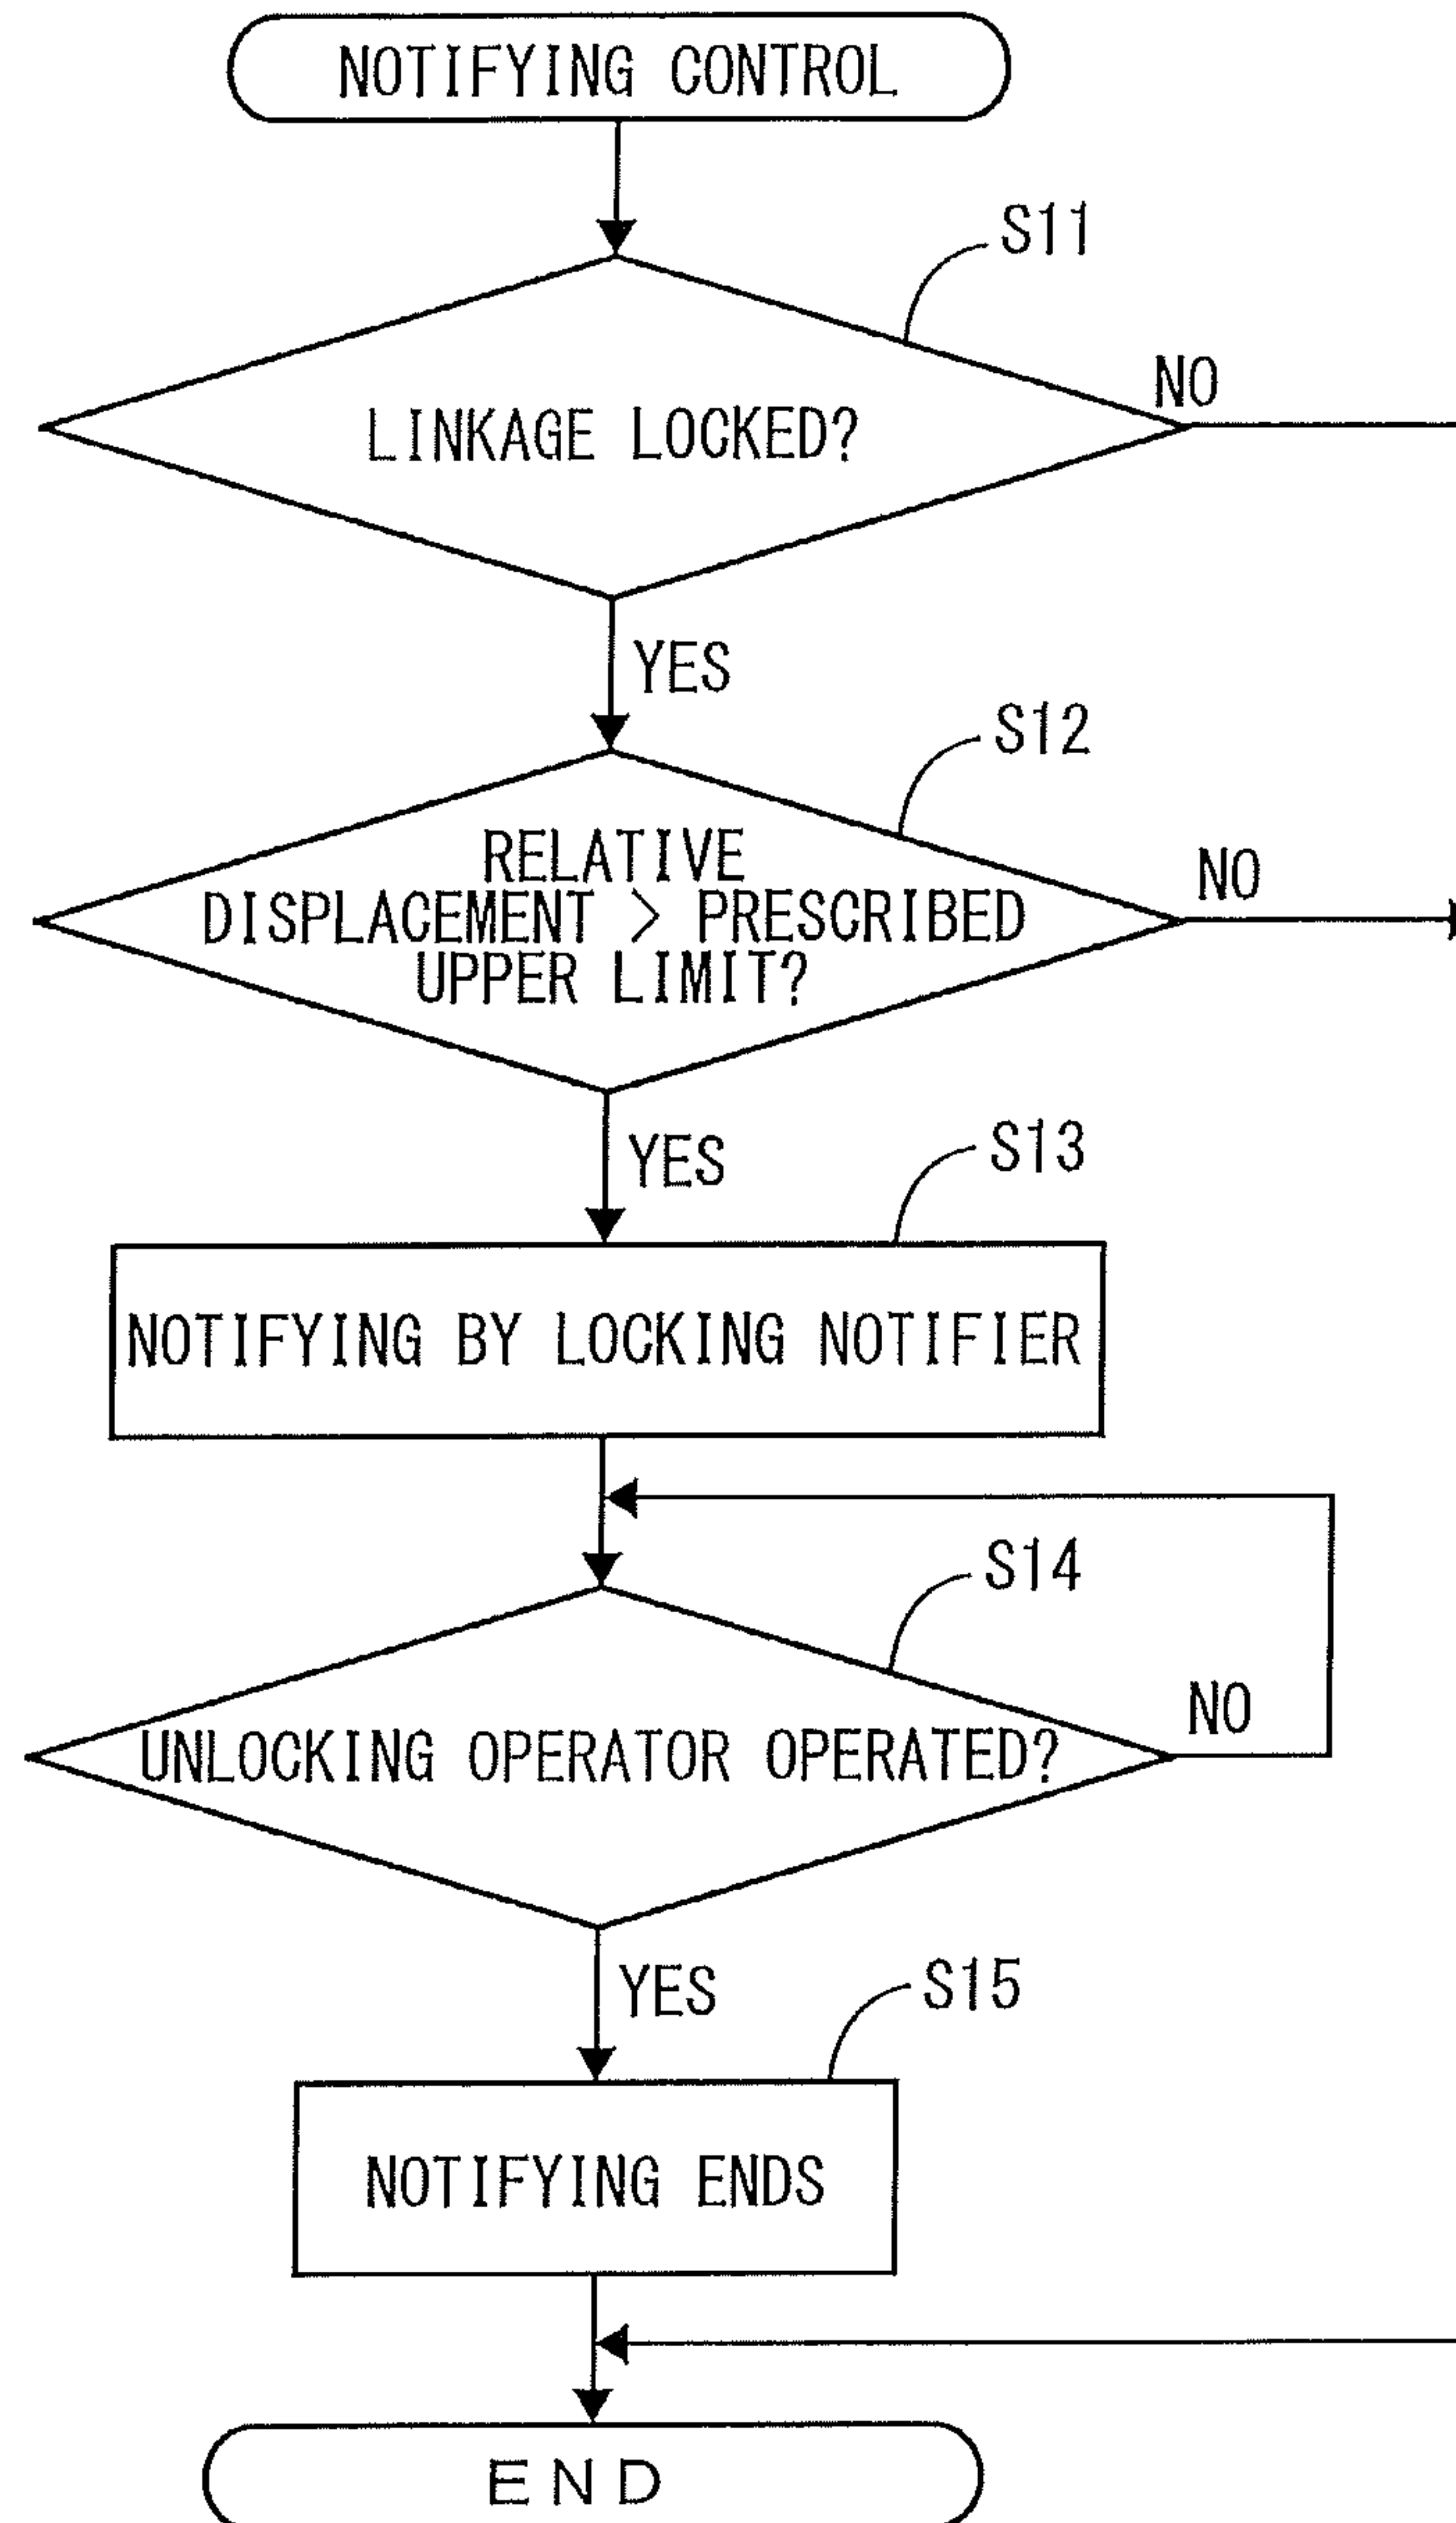 NOTIFYING CONTROL
S11
NO
LINKAGE LOCKED?
YES
S12
RELATIVE
NO
DISPLACEMENT > PRESCRIBED
UPPER LIMIT?
YES
S13
NOTIFYING BY LOCKING NOTIFIER
S14
NO
UNLOCKING OPERATOR OPERATED?
YES
S15
NOTIFYING ENDS
END